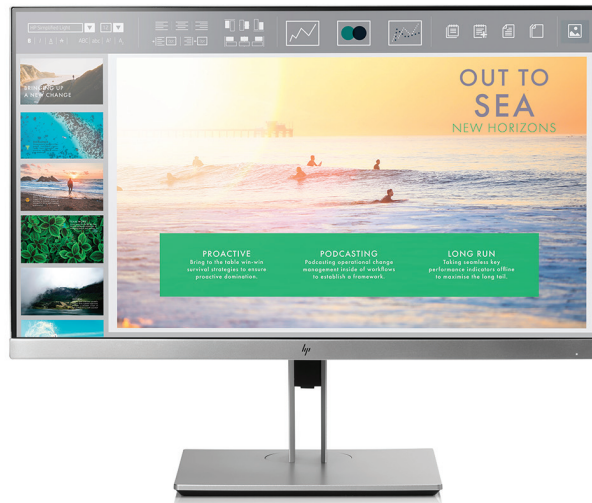 BRINGING UP
A NEW CHANGE
OUT TO
SEA
NEW HORIZONS
PROACTIVE
Bring to the table win-win
survival strategies to ensure
proactive domination.
PODCASTING
Podcasting operational change
management inside of workflows
to establish a framework.
LONG RUN
Taking seamless key
performance indicators offline
to maximise the long tail.
hp